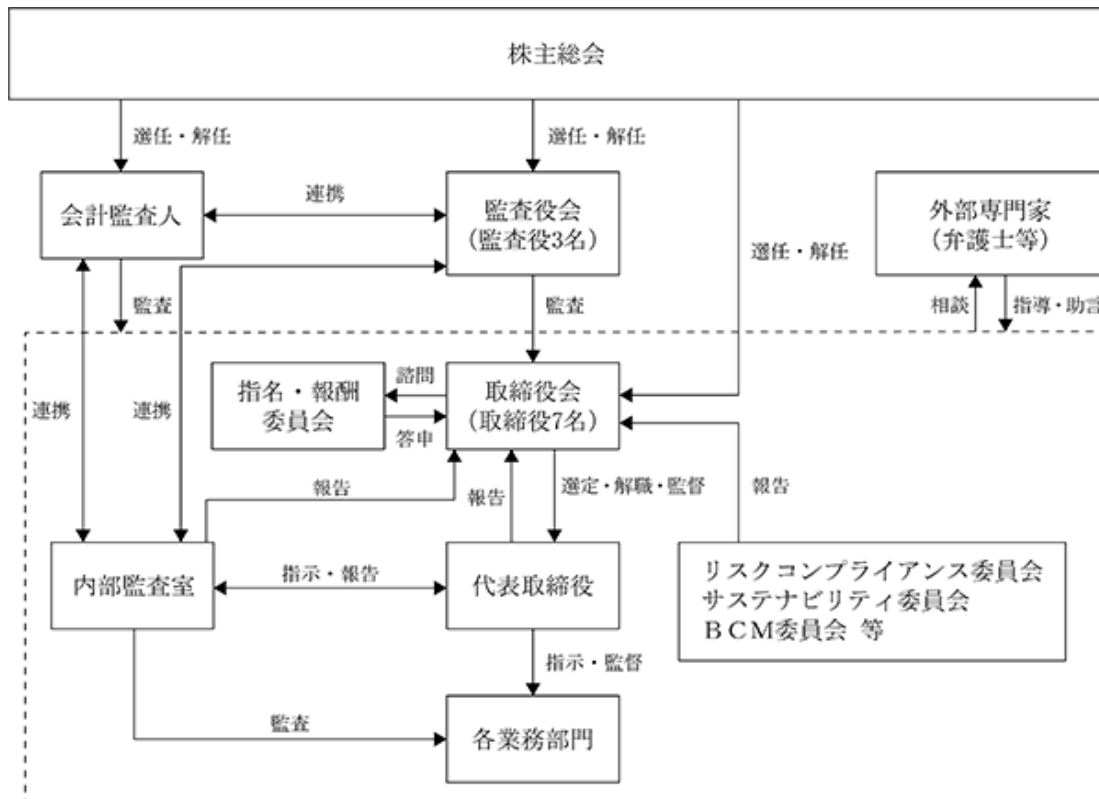 株主総会
選任・解任
選任・解任
会計監査人
連携
監査役会
（監査役3名）
選任・解任
外部専門家
（弁護士等）
監査
監査
相談
指導・助言
指名・報酬
委員会
諮問
答申
取締役会
（取締役7名）
連携
連携
報告
報告
選定・解職・監督
報告
内部監査室
指示・報告
代表取締役
リスクコンプライアンス委員会
サステナビリティ委員会
ＢＣＭ委員会 等
指示・監督
監査
各業務部門